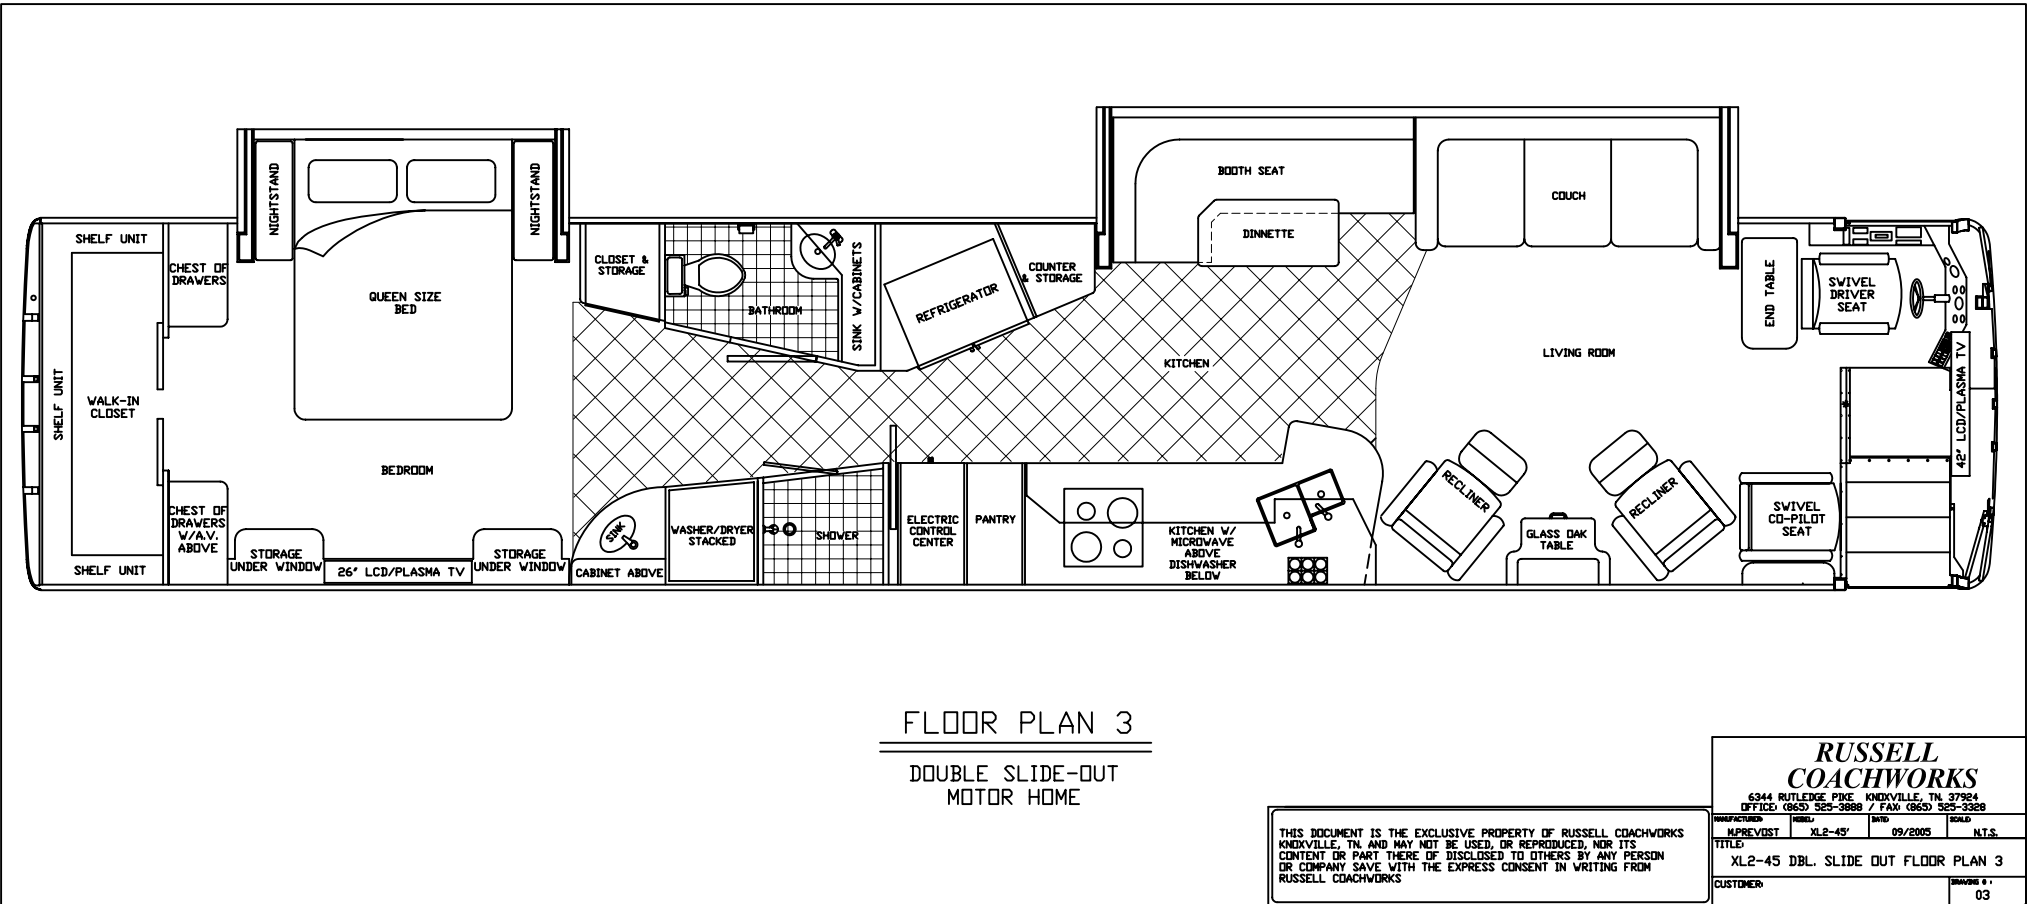 NIGHTSTAND
NIGHTSTAND
BOOTH SEAT
COUCH
DINNETTE
SHELF UNIT
CHEST OF
DRAWERS
QUEEN SIZE
BED
CLOSET &
STORAGE
BATHROOM
SINK W/CABINETS
REFRIGERATOR
COUNTER
& STORAGE
END TABLE
SWIVEL
DRIVER
SEAT
KITCHEN
LIVING ROOM
42" LCD/PLASMA TV
SHELF UNIT
WALK-IN
CLOSET
BEDROOM
CHEST OF
DRAWERS
W/A.V.
ABOVE
STORAGE
UNDER WINDOW
26" LCD/PLASMA TV
STORAGE
UNDER WINDOW
SINK
CABINET ABOVE
WASHER/DRYER
STACKED
SHOWER
ELECTRIC
CONTROL
CENTER
PANTRY
KITCHEN W/
MICROWAVE
ABOVE
DISHWASHER
BELOW
RECLINER
GLASS OAK
TABLE
RECLINER
SWIVEL
CO-PILOT
SEAT
SHELF UNIT
FLOOR PLAN 3
DOUBLE SLIDE-OUT
MOTOR HOME
THIS DOCUMENT IS THE EXCLUSIVE PROPERTY OF RUSSELL COACHWORKS
KNOXVILLE, TN. AND MAY NOT BE USED, OR REPRODUCED, NOR ITS
CONTENT OR PART THERE OF DISCLOSED TO OTHERS BY ANY PERSON
OR COMPANY SAVE WITH THE EXPRESS CONSENT IN WRITING FROM
RUSSELL COACHWORKS
RUSSELL
COACHWORKS
6344 RUTLEDGE PIKE KNOXVILLE, TN. 37924
OFFICE: (865) 525-3888 / FAX: (865) 525-3328
MANUFACTURER: MODEL: DATE: SCALE:
M.PREVOST XL2-45' 09/2005 N.T.S.
TITLE:
XL2-45 DBL. SLIDE OUT FLOOR PLAN 3
CUSTOMER: DRAWING # :
03